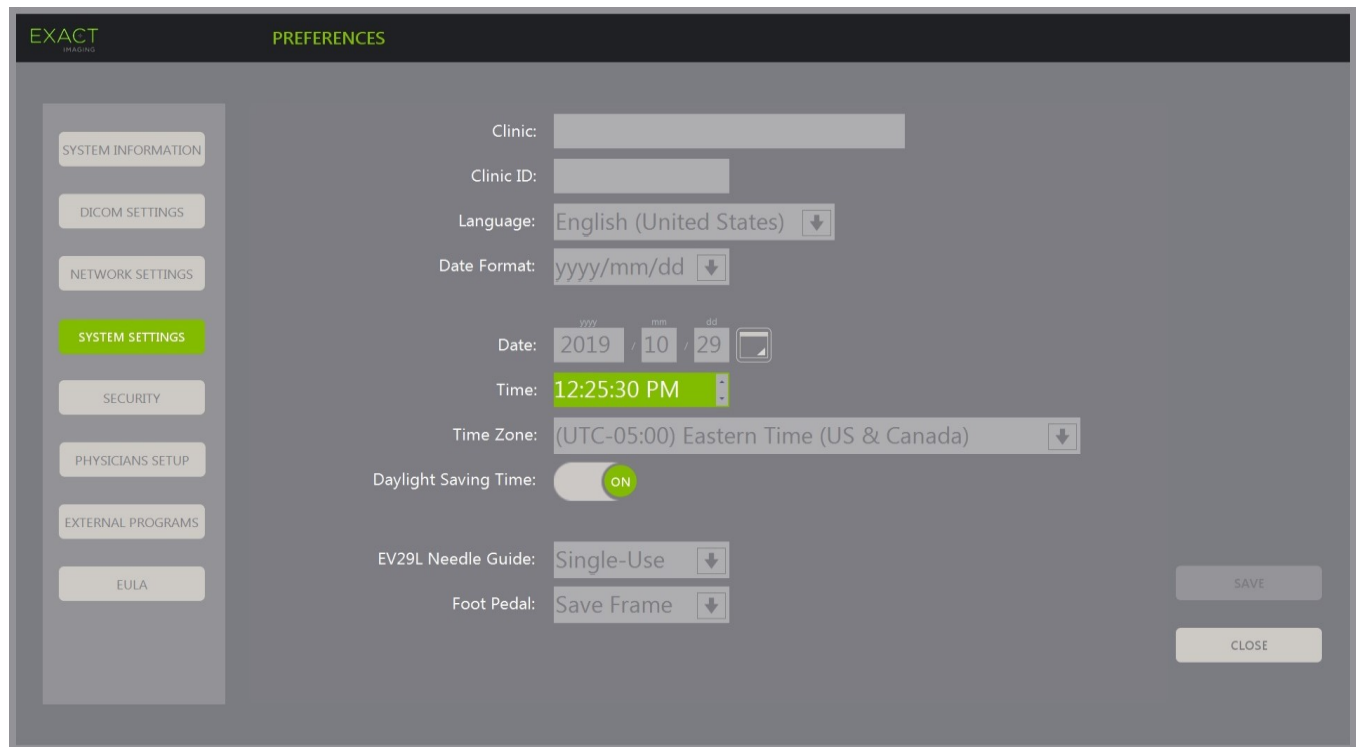 EXACT
IMAGING
PREFERENCES
SYSTEM INFORMATION
DICOM SETTINGS
NETWORK SETTINGS
SYSTEM SETTINGS
SECURITY
PHYSICIANS SETUP
EXTERNAL PROGRAMS
EULA
Clinic:
Clinic ID:
Language: English (United States)
Date Format: yyyy/mm/dd
yyyy mm dd
Date: 2019 / 10 / 29
Time: 12:25:30 PM
Time Zone: (UTC-05:00) Eastern Time (US & Canada)
Daylight Saving Time: ON
EV29L Needle Guide: Single-Use
Foot Pedal: Save Frame
SAVE
CLOSE